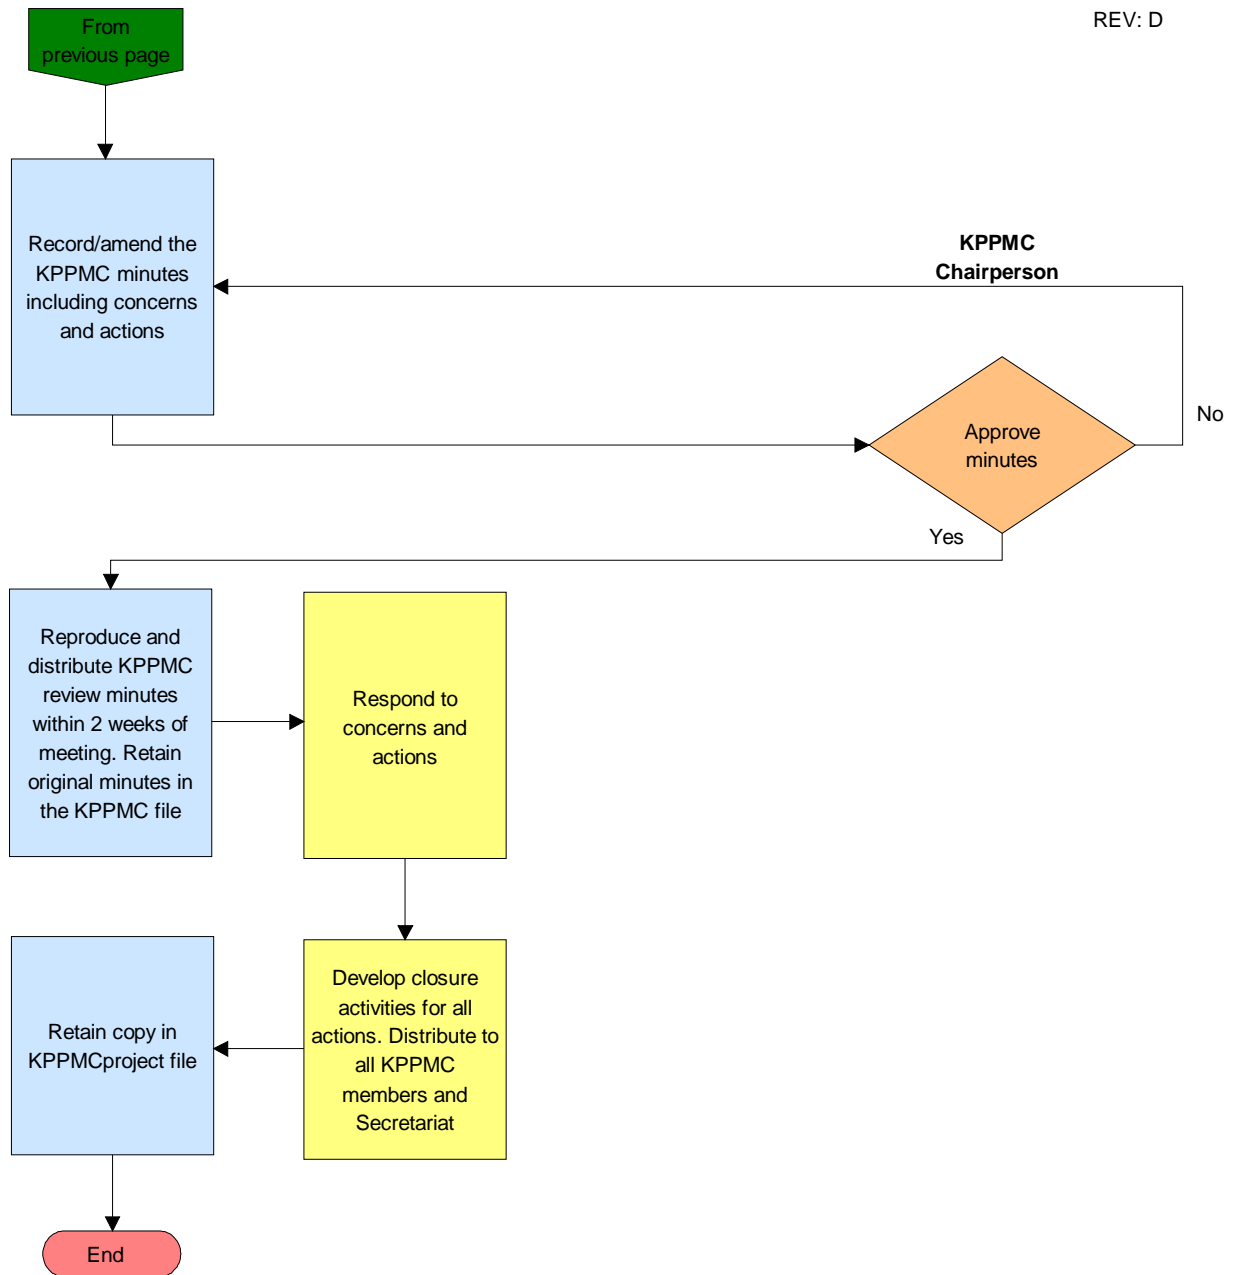 From
previous page
REV: D
Record/amend the
KPPMC minutes
including concerns
and actions
KPPMC
Chairperson
Approve
minutes
No
Yes
Reproduce and
distribute KPPMC
review minutes
within 2 weeks of
meeting. Retain
original minutes in
the KPPMC file
Respond to
concerns and
actions
Retain copy in
KPPMCproject file
Develop closure
activities for all
actions. Distribute to
all KPPMC
members and
Secretariat
End